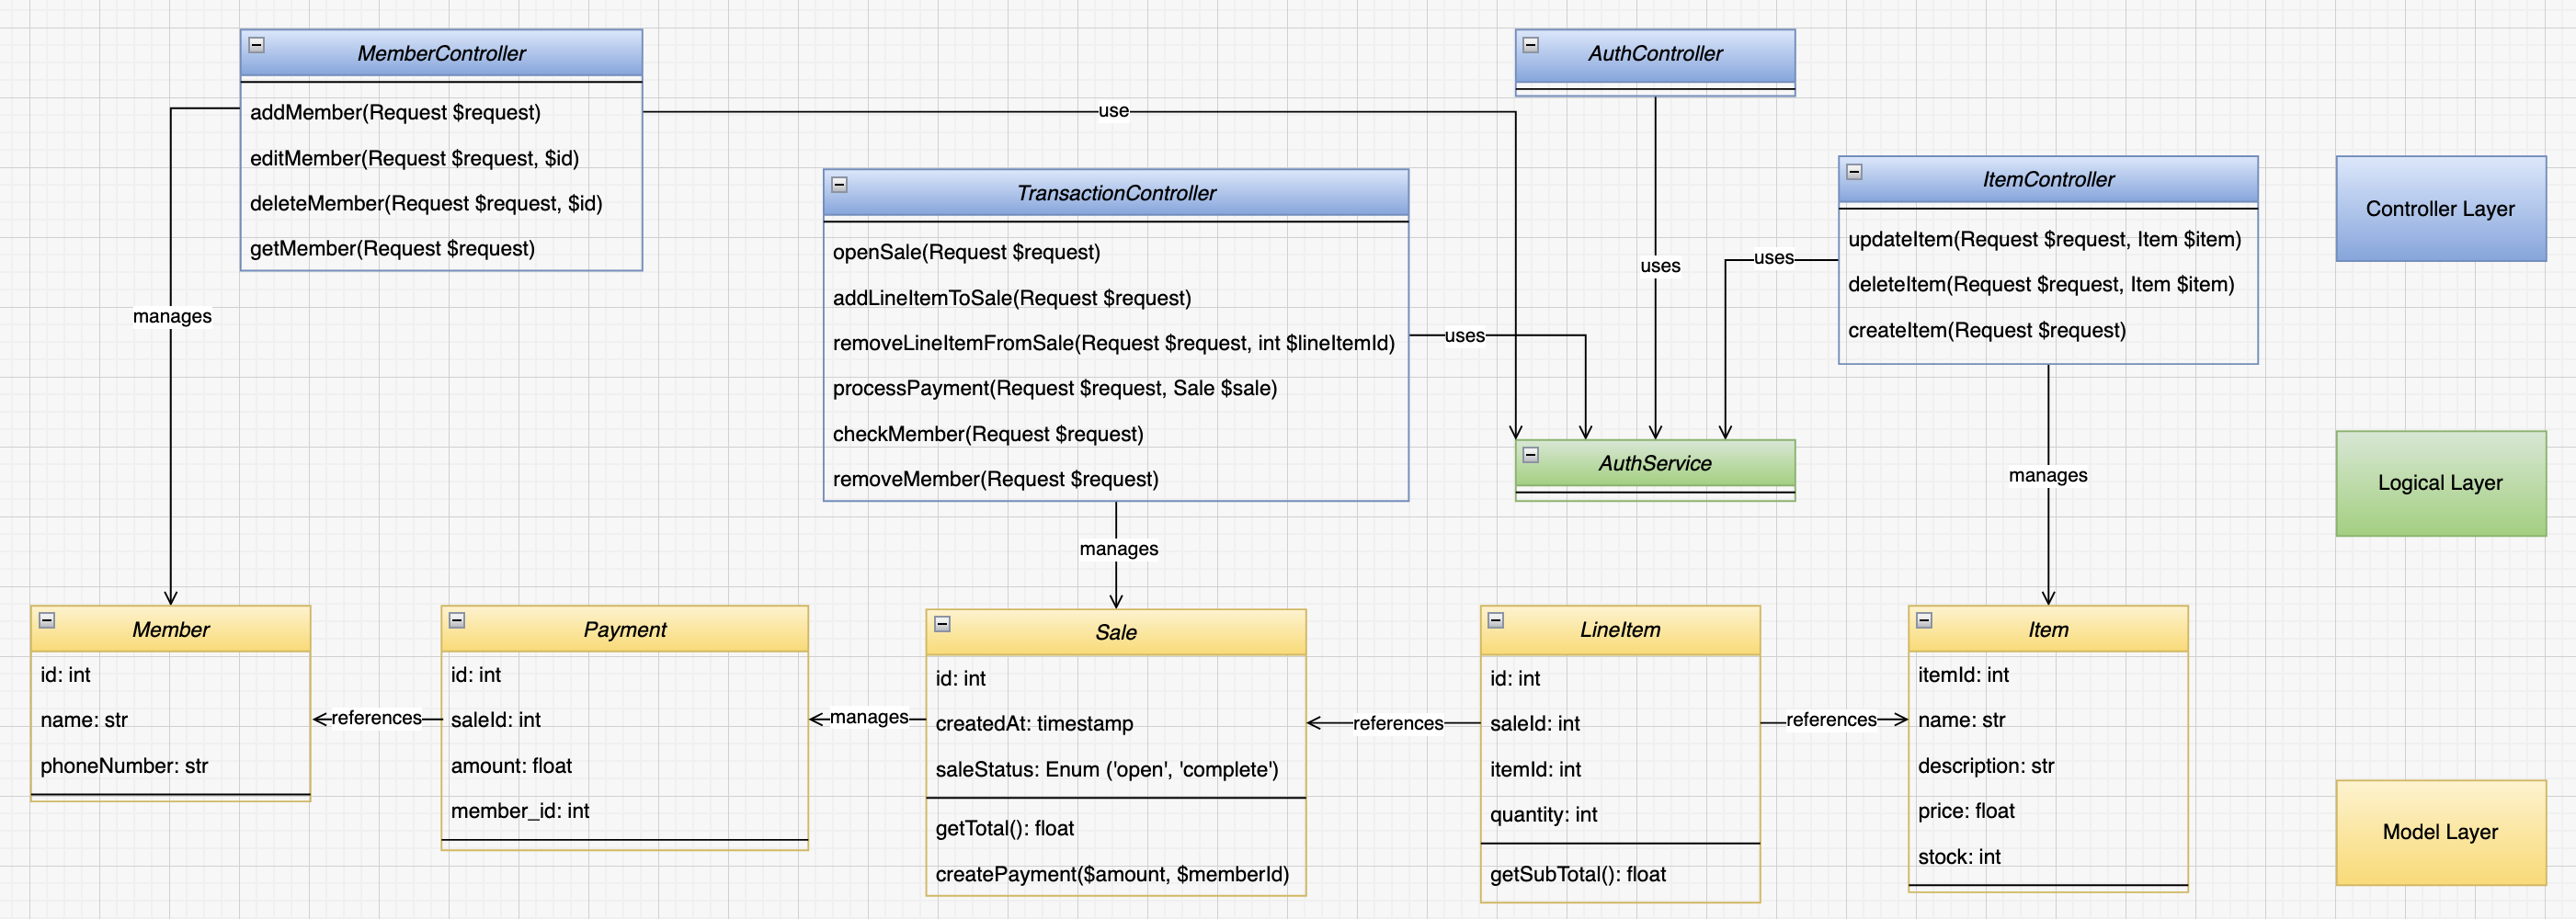 MemberController
addMember(Request $request)
editMember(Request $request, $id)
deleteMember(Request $request, $id)
getMember(Request $request)
use
AuthController
TransactionController
openSale(Request $request)
addLineItemToSale(Request $request)
removeLineItemFromSale(Request $request, int $lineItemId)
processPayment(Request $request, Sale $sale)
checkMember(Request $request)
removeMember(Request $request)
uses
uses
uses
ItemController
updateItem(Request $request, Item $item)
deleteItem(Request $request, Item $item)
createItem(Request $request)
Controller Layer
manages
AuthService
manages
manages
Logical Layer
Member
id: int
name: str
phoneNumber: str
references
Payment
id: int
saleId: int
amount: float
member_id: int
manages
Sale
id: int
createdAt: timestamp
saleStatus: Enum ('open', 'complete')
getTotal(): float
createPayment($amount, $memberId)
references
LineItem
id: int
saleId: int
itemId: int
quantity: int
getSubTotal(): float
references
Item
itemId: int
name: str
description: str
price: float
stock: int
Model Layer